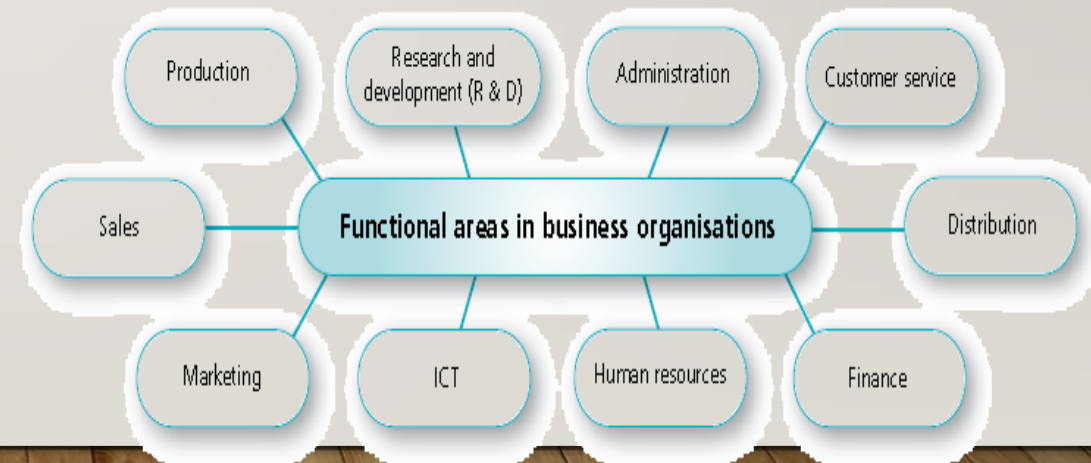 Production
Research and
development (R & D)
Administration
Customer service
Sales
Functional areas in business organisations
Distribution
Marketing
ICT
Human resources
Finance